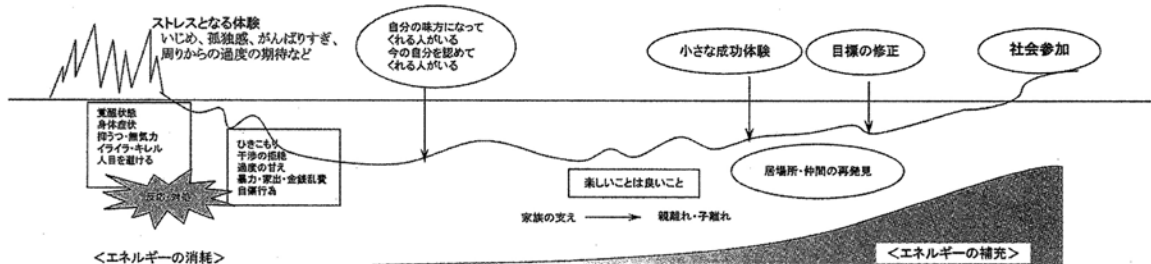 ストレスとなる体験
いじめ、孤独感、がんばりすぎ、
周りからの過度の期待など
自分の味方になって
くれる人がいる
今の自分を認めて
くれる人がいる
小さな成功体験
目標の修正
社会参加
覚醒状態
身体症状
抑うつ・無気力
イライラ・キレル
人目を避ける
ひきこもり
干渉の拒絶
過度の甘え
暴力・家出・金銭乱費
自傷行為
反応・対処
楽しいことは良いこと
居場所・仲間の再発見
家族の支え
親離れ・子離れ
<エネルギーの消耗>
<エネルギーの補充>